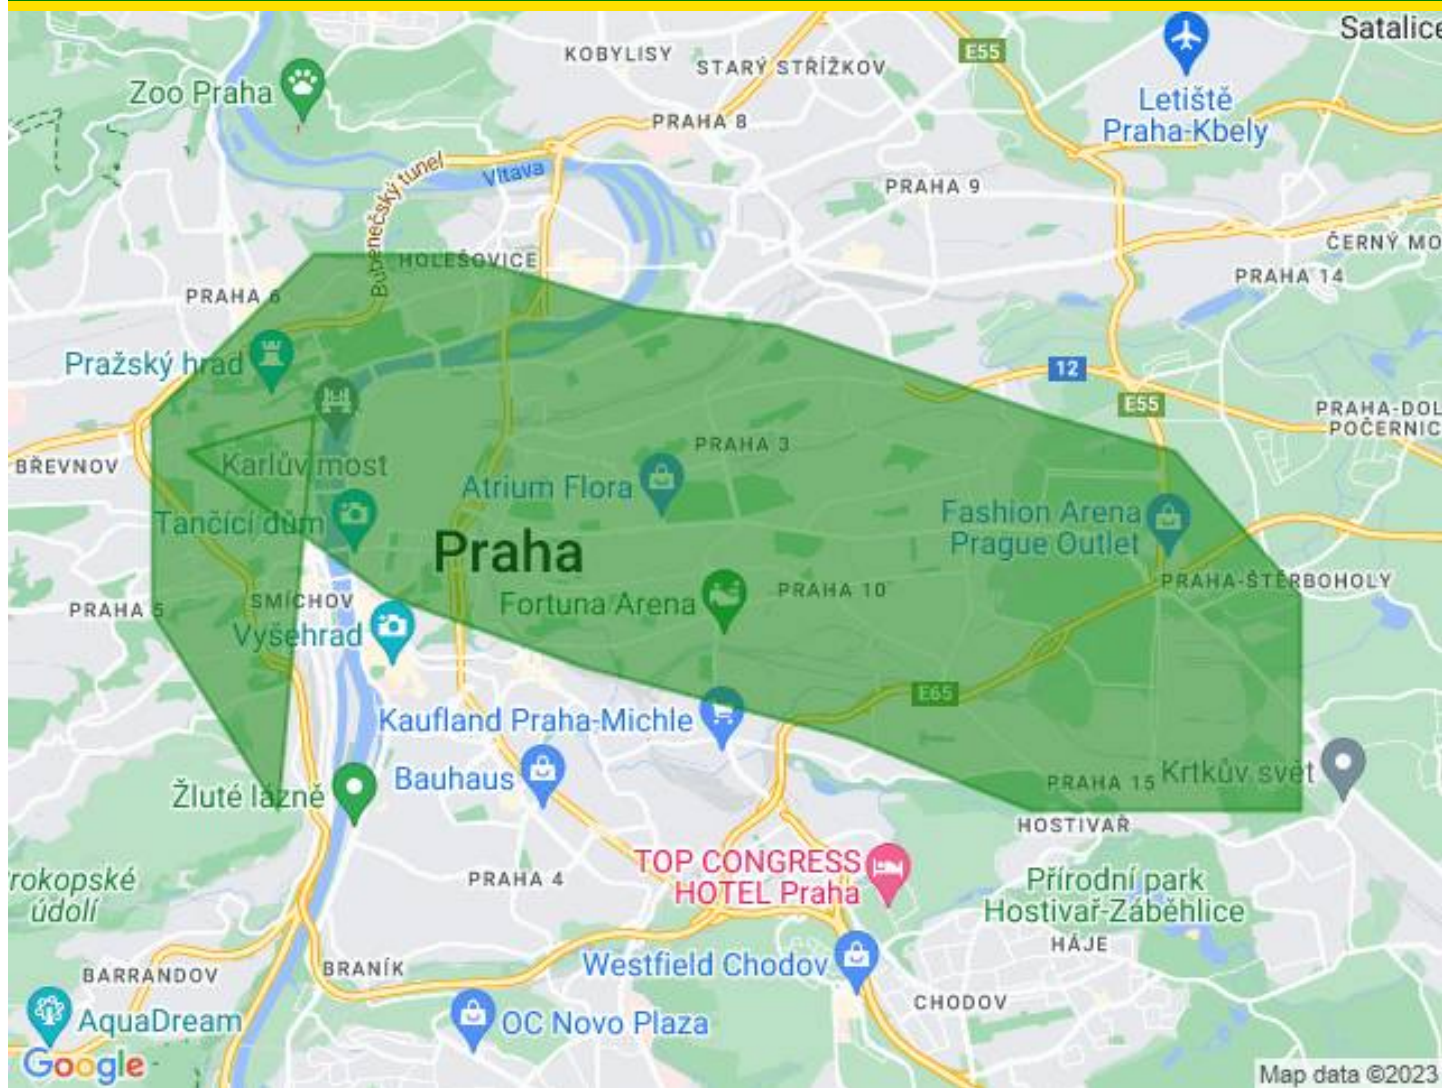 Satalice
KOBYLISY
E55
STARÝ STŘÍŽKOV
Zoo Praha
Letiště
Praha-Kbely
PRAHA 8
Bubenečský tunel
Vltava
PRAHA 9
ČERNÝ MO
HOLEŠOVICE
PRAHA 14
PRAHA 6
Pražský hrad
12
E55
PRAHA-DOL
POČERNIC
PRAHA 3
BŘEVNOV
Karlův most
Atrium Flora
Tančící dům
Fashion Arena
Prague Outlet
Praha
PRAHA-ŠTĚRBOHOLY
PRAHA 10
SMÍCHOV
PRAHA 5
Fortuna Arena
Vyšehrad
E65
Kaufland Praha-Michle
Bauhaus
PRAHA 15
Krtkův svět
Žluté lázně
HOSTIVAŘ
TOP CONGRESS
HOTEL Praha
PRAHA 4
rokopské
údolí
Přírodní park
Hostivař-Záběhlice
HÁJE
BARRANDOV
BRANÍK
Westfield Chodov
CHODOV
AquaDream
OC Novo Plaza
Google
Map data ©2023